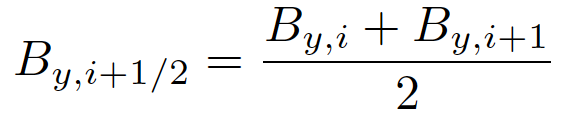 B_{y,i+1/2} = \frac{B_{y,i} + B_{y,i+1}}{2}